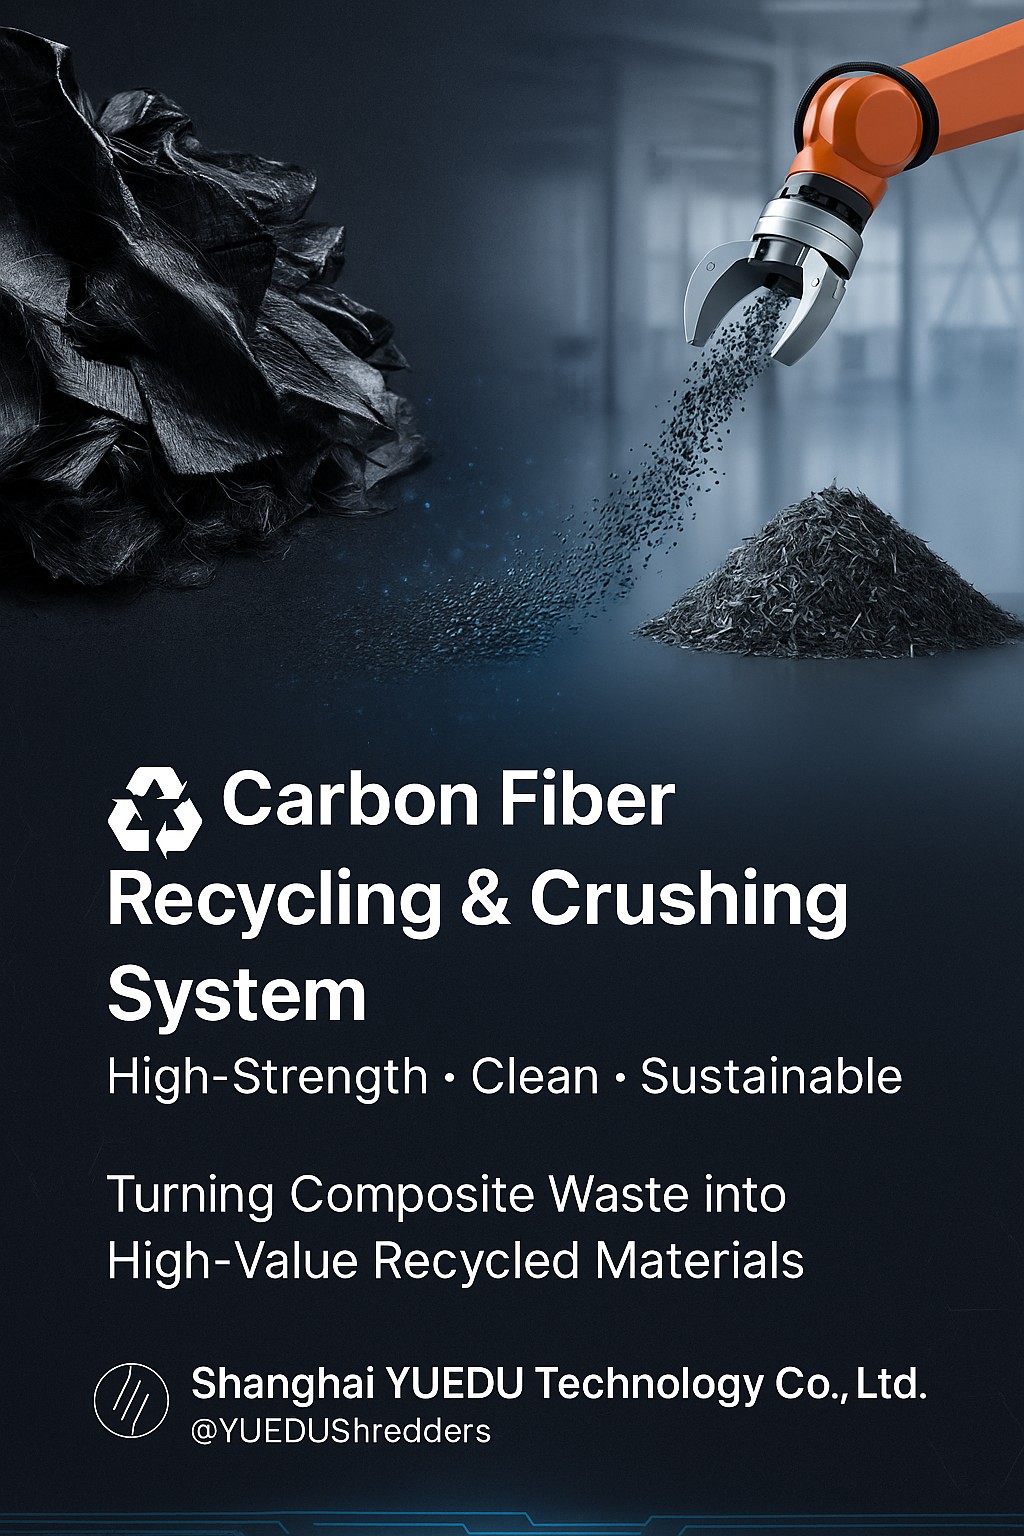 ♻ Carbon Fiber
Recycling & Crushing
System
High-Strength • Clean • Sustainable
Turning Composite Waste into
High-Value Recycled Materials
Shanghai YUEDU Technology Co., Ltd.
@YUEDUShredders